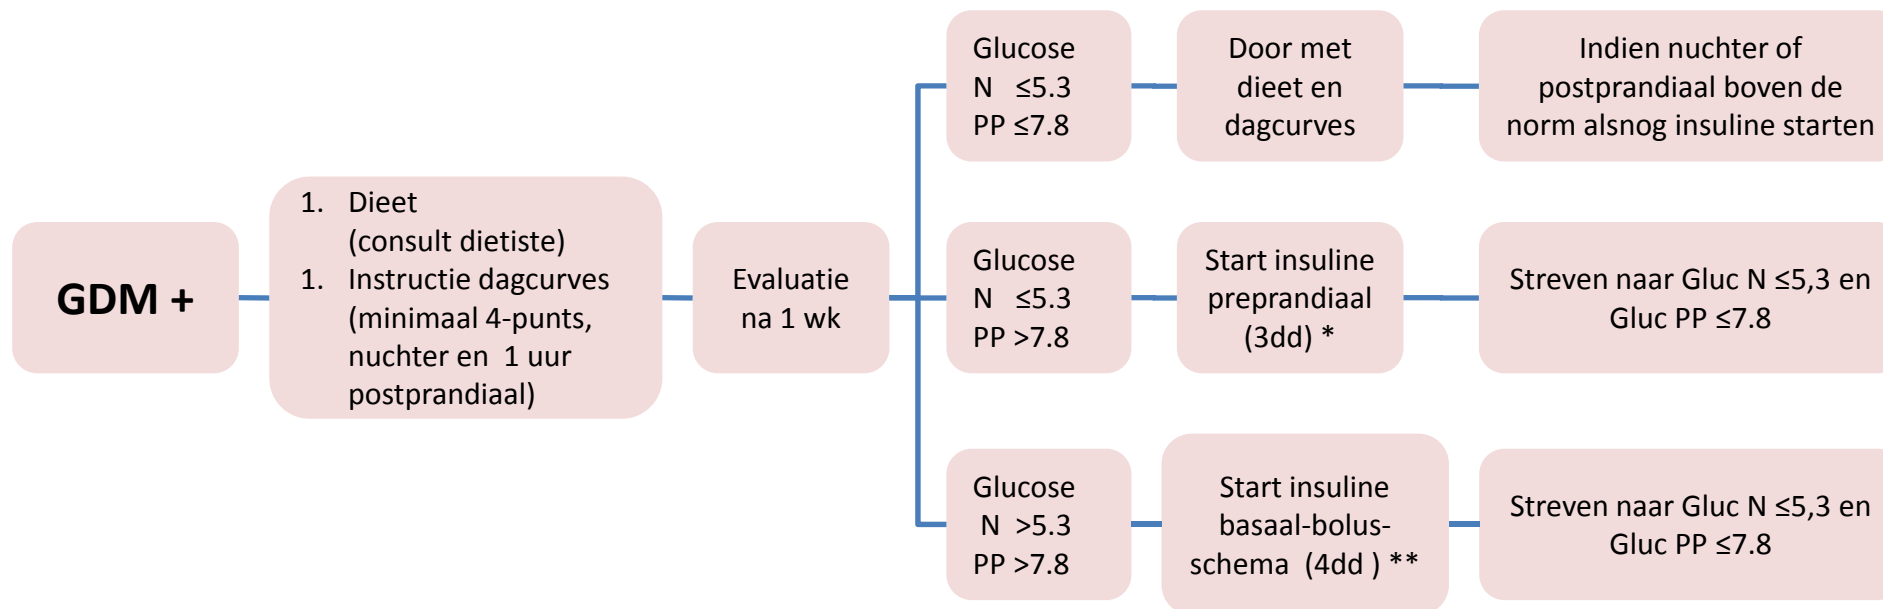 GDM +
1. Dieet
(consult dietiste)
1. Instructie dagcurves
(minimaal 4-punts,
nuchter en 1 uur
postprandiaal)
Evaluatie
na 1 wk
Glucose
N ≤5.3
PP ≤7.8
Door met
dieet en
dagcurves
Indien nuchter of
postprandiaal boven de
norm alsnog insuline starten
Glucose
N ≤5.3
PP >7.8
Start insuline
preprandiaal
(3dd) *
Streven naar Gluc N ≤5,3 en
Gluc PP ≤7.8
Glucose
N >5.3
PP >7.8
Start insuline
basaal-bolus-
schema (4dd ) **
Streven naar Gluc N ≤5,3 en
Gluc PP ≤7.8